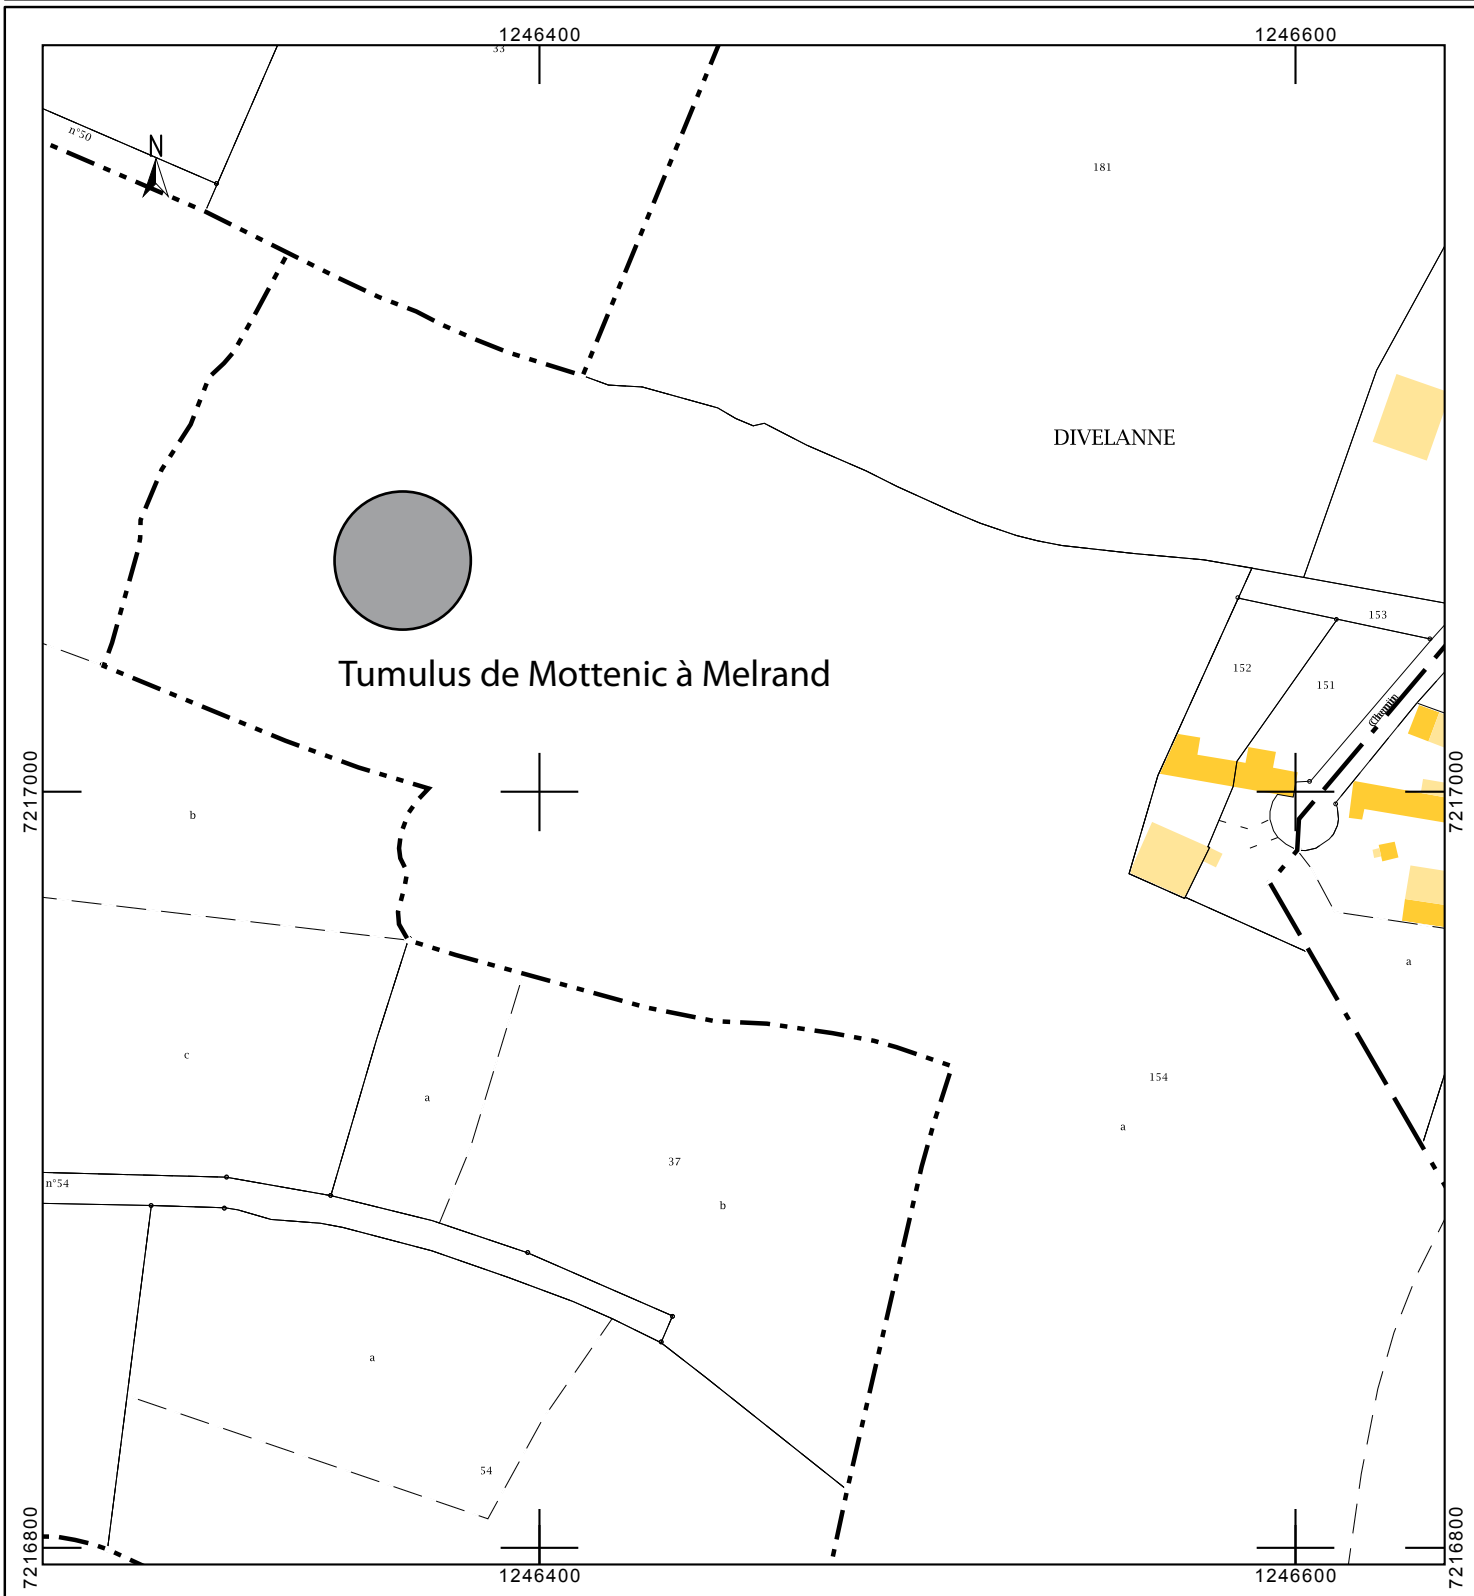 1246400
1246600
33
n°50
N
181
DIVELANNE
153
152
151
Tumulus de Mottenic à Melrand
Chemin
7217000
7217000
b
a
c
154
a
a
37
n°54
b
a
54
7216800
7216800
1246400
1246600